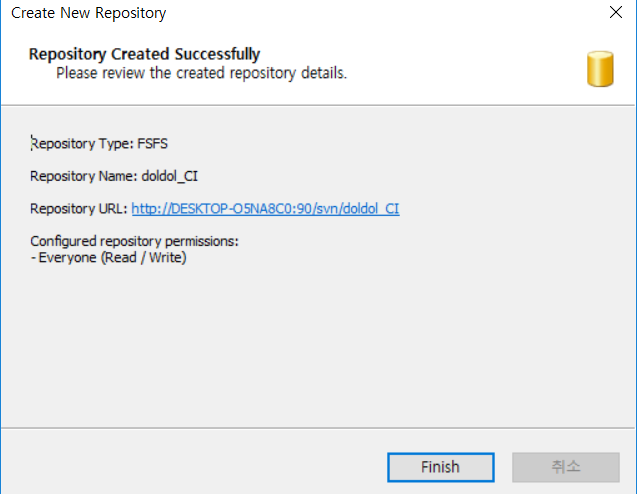 Create New Repository
Repository Created Successfully
Please review the created repository details.
Repository Type: FSFS
Repository Name: doldol_CI
Repository URL: http://DESKTOP-O5NA8C0:90/svn/doldol_CI
Configured repository permissions:
- Everyone (Read / Write)
Finish
취소